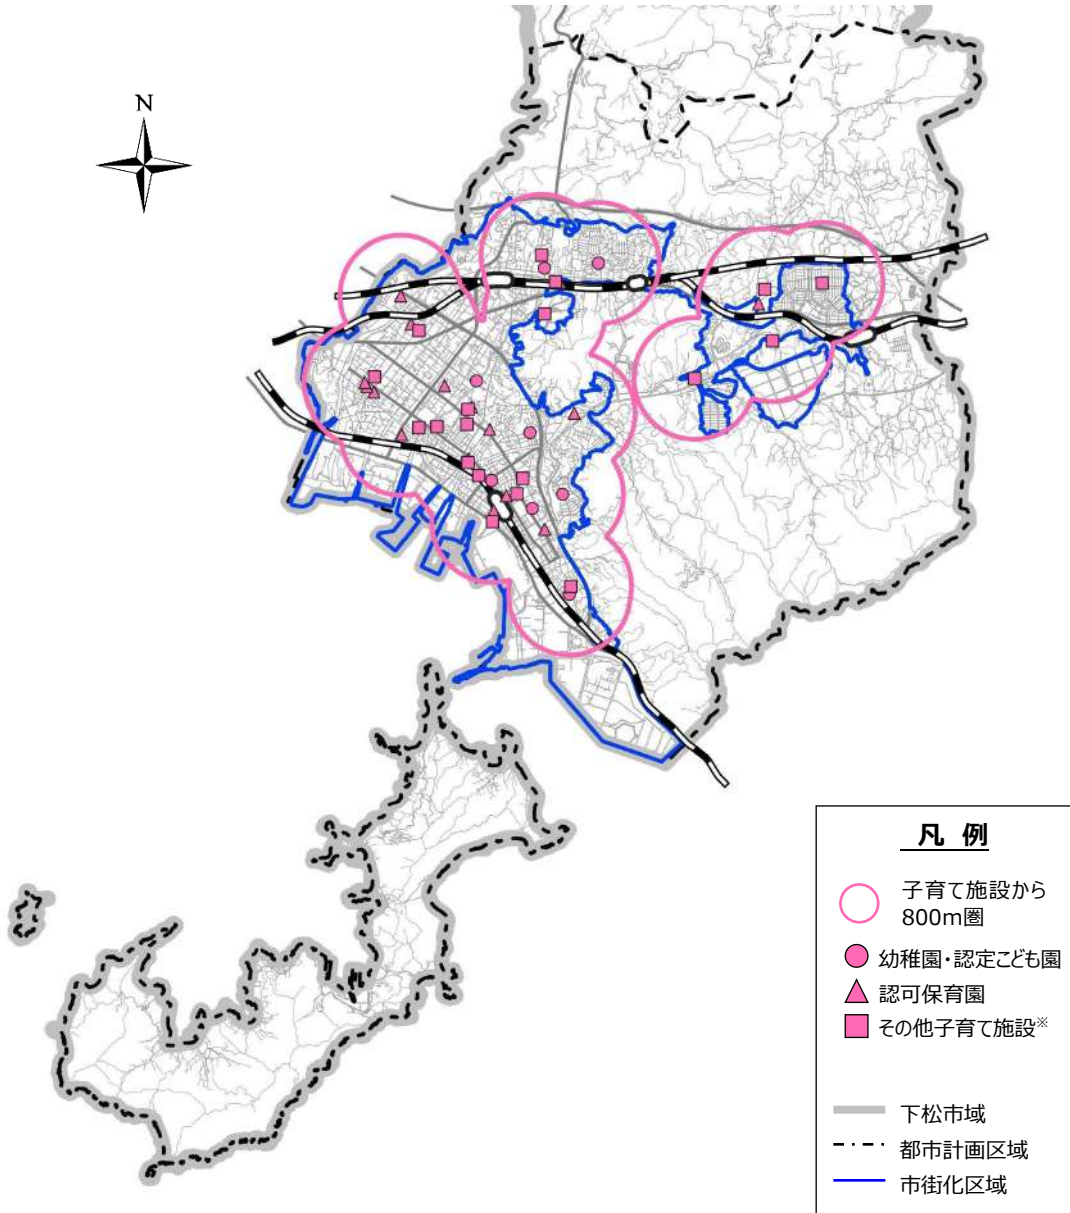 N
凡 例
子育て施設から
800m圏
幼稚園・認定こども園
認可保育園
その他子育て施設※
下松市域
都市計画区域
市街化区域